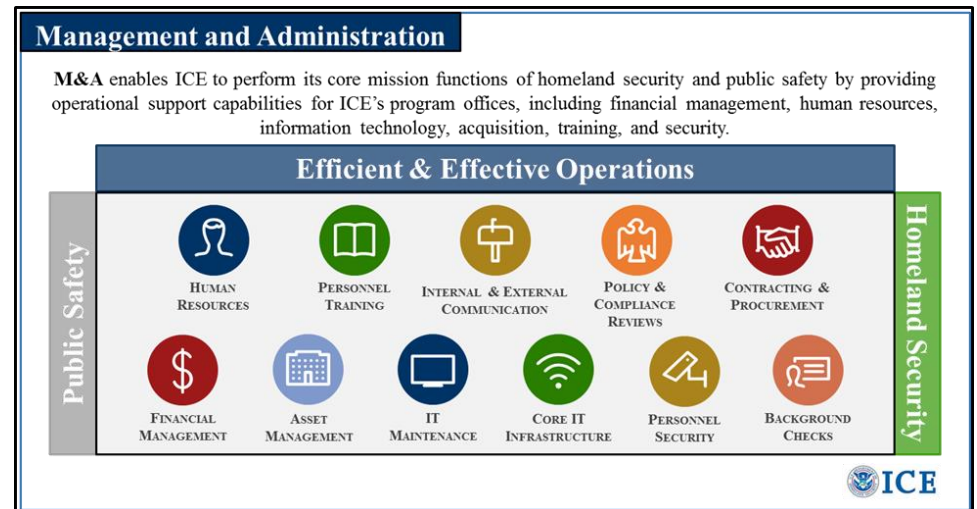 Management and Administration
M&A enables ICE to perform its core mission functions of homeland security and public safety by providing
operational support capabilities for ICE’s program offices, including financial management, human resources,
information technology, acquisition, training, and security.
Efficient & Effective Operations
Public Safety
Homeland Security
HUMAN
RESOURCES
PERSONNEL
TRAINING
INTERNAL & EXTERNAL
COMMUNICATION
POLICY &
COMPLIANCE
REVIEWS
CONTRACTING &
PROCUREMENT
$
FINANCIAL
MANAGEMENT
ASSET
MANAGEMENT
IT
MAINTENANCE
CORE IT
INFRASTRUCTURE
PERSONNEL
SECURITY
BACKGROUND
CHECKS
ICE